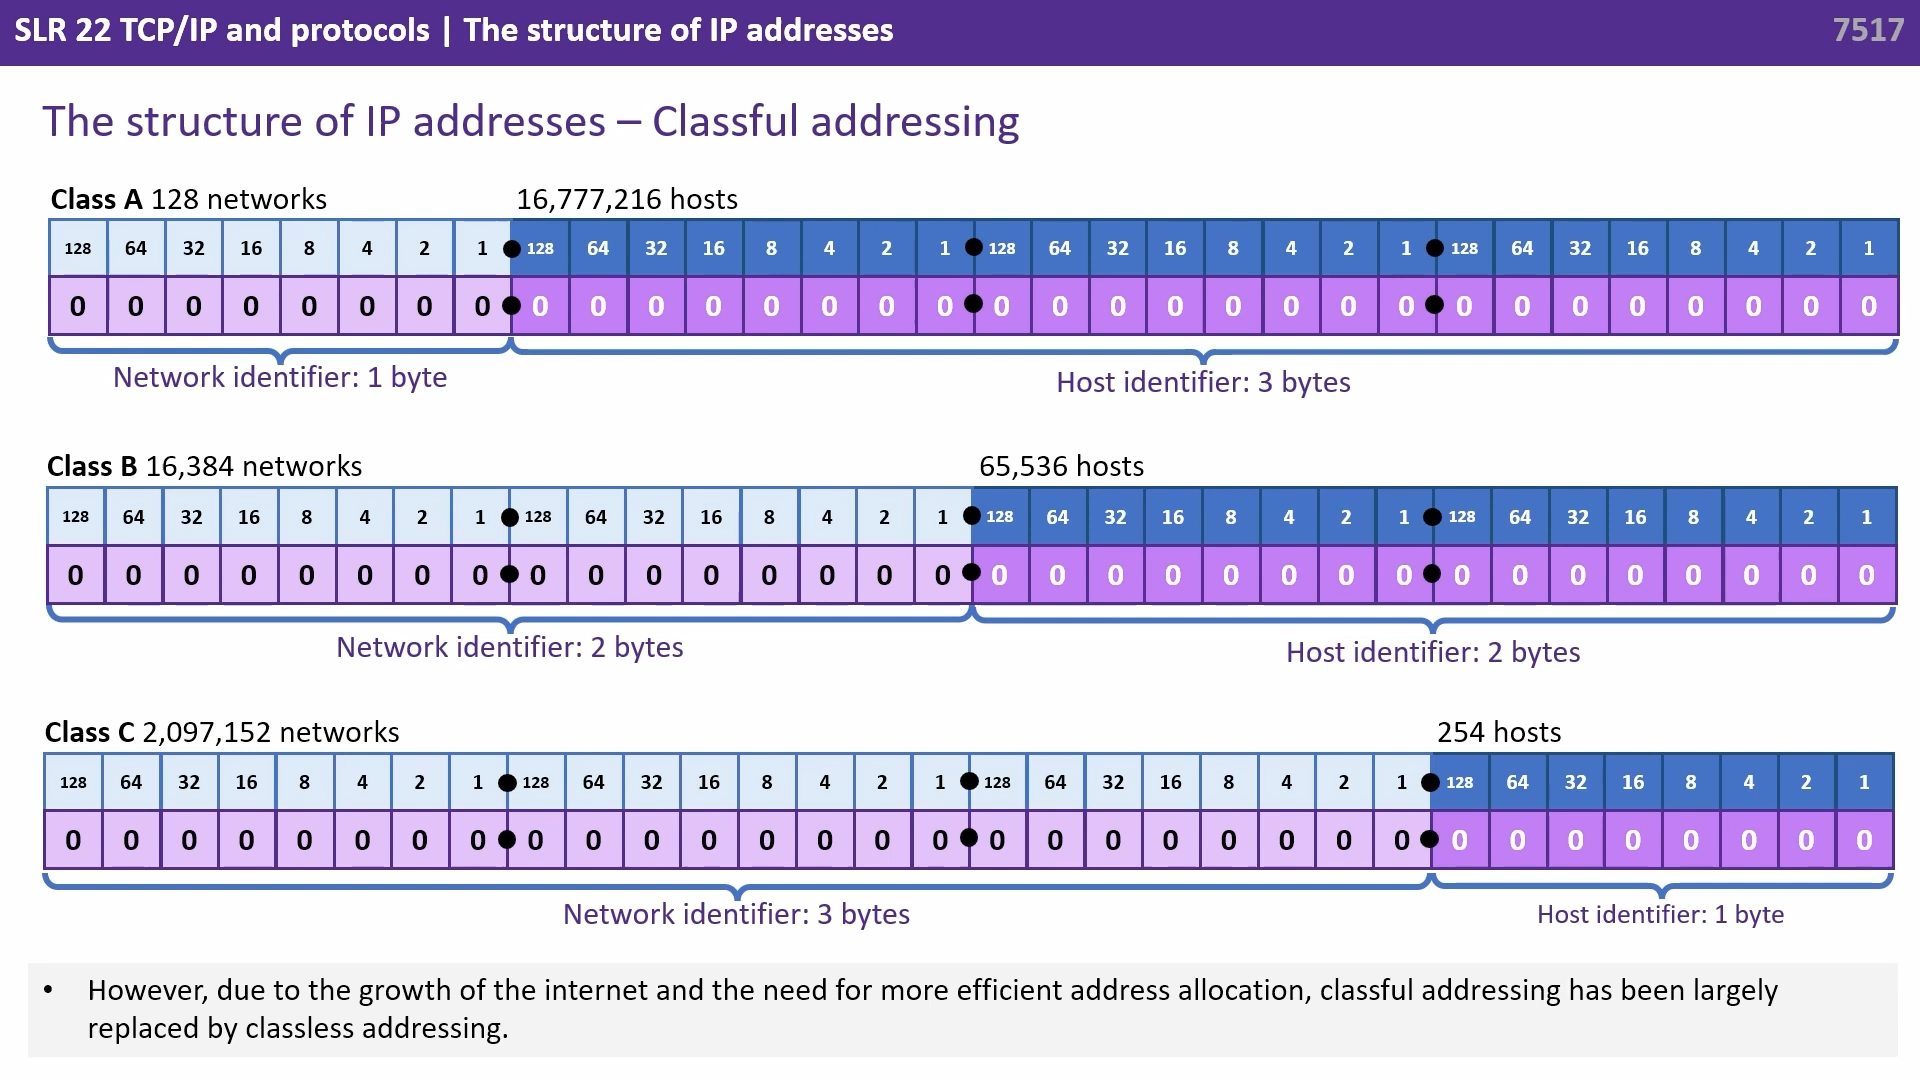 SLR 22 TCP/IP and protocols | The structure of IP addresses 7517
The structure of IP addresses – Classful addressing
Class A 128 networks 16,777,216 hosts
128 64 32 16 8 4 2 1 128 64 32 16 8 4 2 1 128 64 32 16 8 4 2 1 128 64 32 16 8 4 2 1
0 0 0 0 0 0 0 0 0 0 0 0 0 0 0 0 0 0 0 0 0 0 0 0 0 0 0 0 0 0 0 0
Network identifier: 1 byte Host identifier: 3 bytes
Class B 16,384 networks 65,536 hosts
128 64 32 16 8 4 2 1 128 64 32 16 8 4 2 1 128 64 32 16 8 4 2 1 128 64 32 16 8 4 2 1
0 0 0 0 0 0 0 0 0 0 0 0 0 0 0 0 0 0 0 0 0 0 0 0 0 0 0 0 0 0 0 0
Network identifier: 2 bytes Host identifier: 2 bytes
Class C 2,097,152 networks 254 hosts
128 64 32 16 8 4 2 1 128 64 32 16 8 4 2 1 128 64 32 16 8 4 2 1 128 64 32 16 8 4 2 1
0 0 0 0 0 0 0 0 0 0 0 0 0 0 0 0 0 0 0 0 0 0 0 0 0 0 0 0 0 0 0 0
Network identifier: 3 bytes Host identifier: 1 byte
• However, due to the growth of the internet and the need for more efficient address allocation, classful addressing has been largely
replaced by classless addressing.